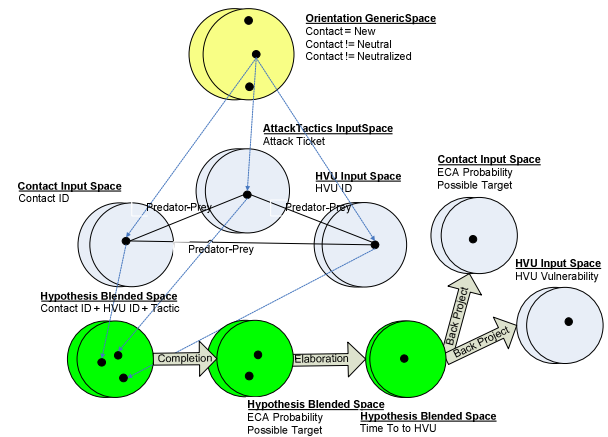 Orientation GenericSpace
Contact = New
Contact != Neutral
Contact != Neutralized
AttackTactics InputSpace
Attack Ticket
Contact Input Space
ECA Probability
Possible Target
HVU Input Space
HVU ID
Contact Input Space
Contact ID
Predator-Prey
Predator-Prey
Predator-Prey
HVU Input Space
HVU Vulnerability
Hypothesis Blended Space
Contact ID + HVU ID + Tactic
Back Project
Back Project
Completion
Elaboration
Hypothesis Blended Space
ECA Probability
Possible Target
Hypothesis Blended Space
Time To to HVU